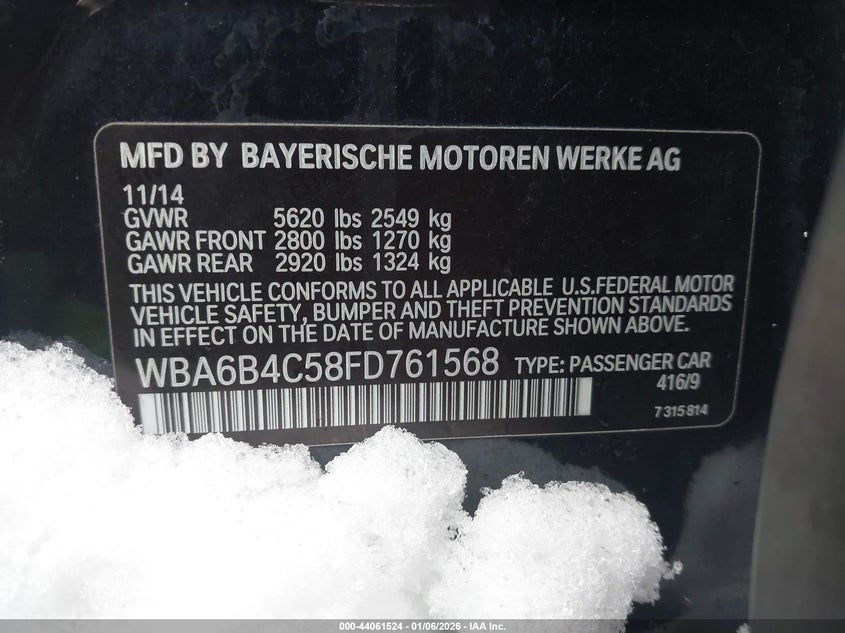 MFD BY BAYERISCHE MOTOREN WERKE AG
11/14
GVWR 5620 lbs 2549 kg
GAWR FRONT 2800 lbs 1270 kg
GAWR REAR 2920 lbs 1324 kg
THIS VEHICLE CONFORMS TO ALL APPLICABLE U.S.FEDERAL MOTOR
VEHICLE SAFETY, BUMPER AND THEFT PREVENTION STANDARDS
IN EFFECT ON THE DATE OF MANUFACTURE SHOWN ABOVE.
WBA6B4C58FD761568 TYPE: PASSENGER CAR
416/9
7 315 814
000-44061524 - 01/06/2026 - IAA Inc.